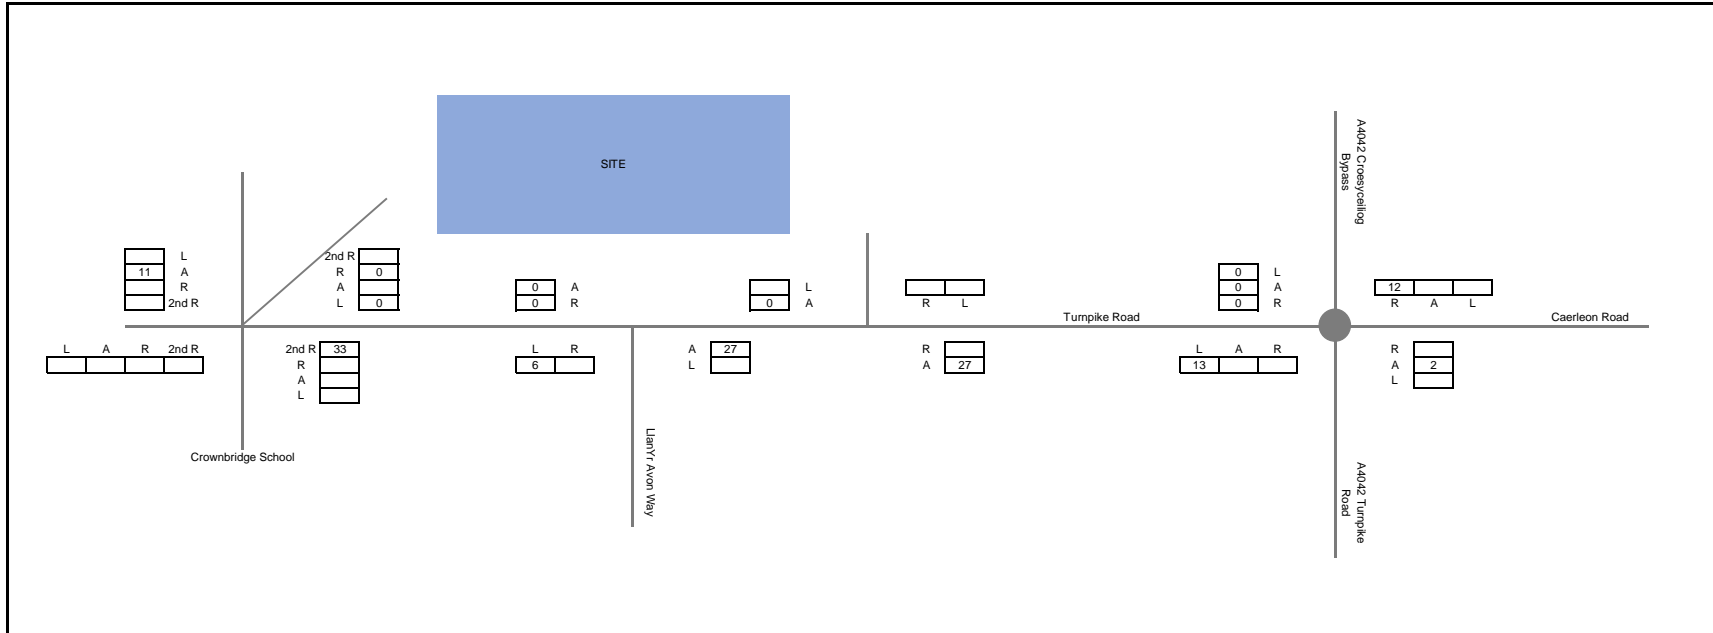 A4042 Croesyceiliog
Bypass
SITE
L
11 A
R
2nd R
2nd R
R 0
A
L 0
0 A
0 R
L
0 A
R L
0 L
0 A
0 R
12
R A L
Turnpike Road
Caerleon Road
L A R 2nd R
2nd R 33
R
A
L
L R
6
A 27
L
R
A 27
L A R
13
R
A 2
L
Crownbridge School
LlanYr Avon Way
A4042 Turnpike
Road